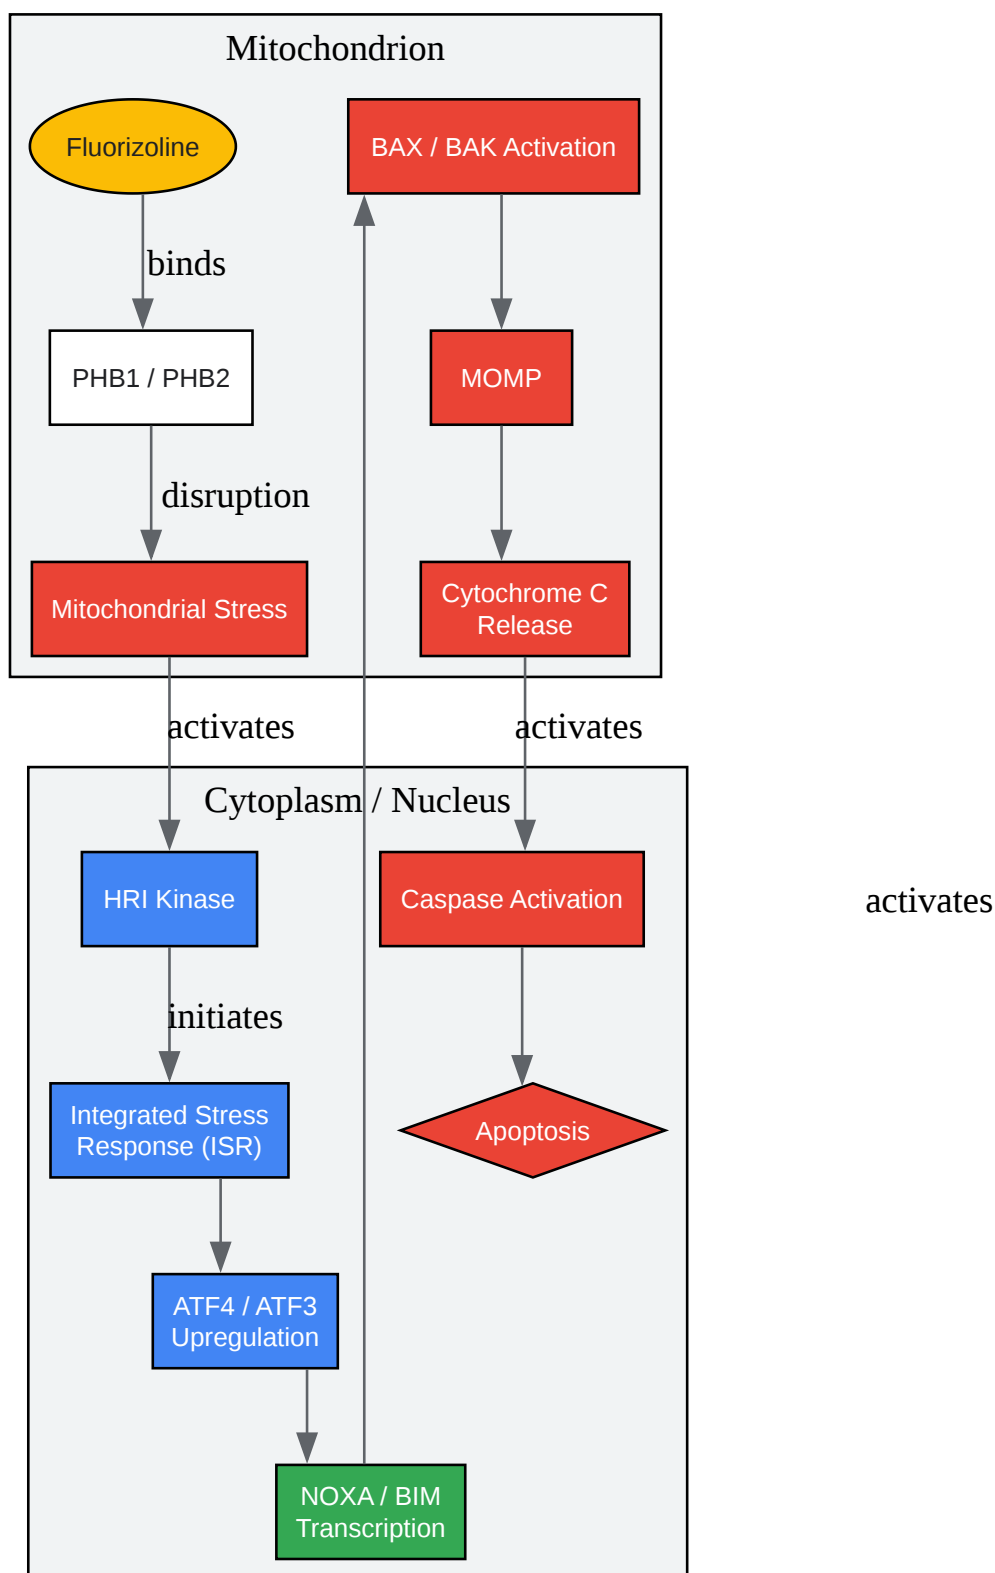 Mitochondrion
Fluorizoline
BAX / BAK Activation
binds
PHB1 / PHB2
MOMP
disruption
Mitochondrial Stress
Cytochrome C
Release
activates
activates
Cytoplasm / Nucleus
HRI Kinase
Caspase Activation
activates
initiates
Integrated Stress
Response (ISR)
Apoptosis
ATF4 / ATF3
Upregulation
NOXA / BIM
Transcription